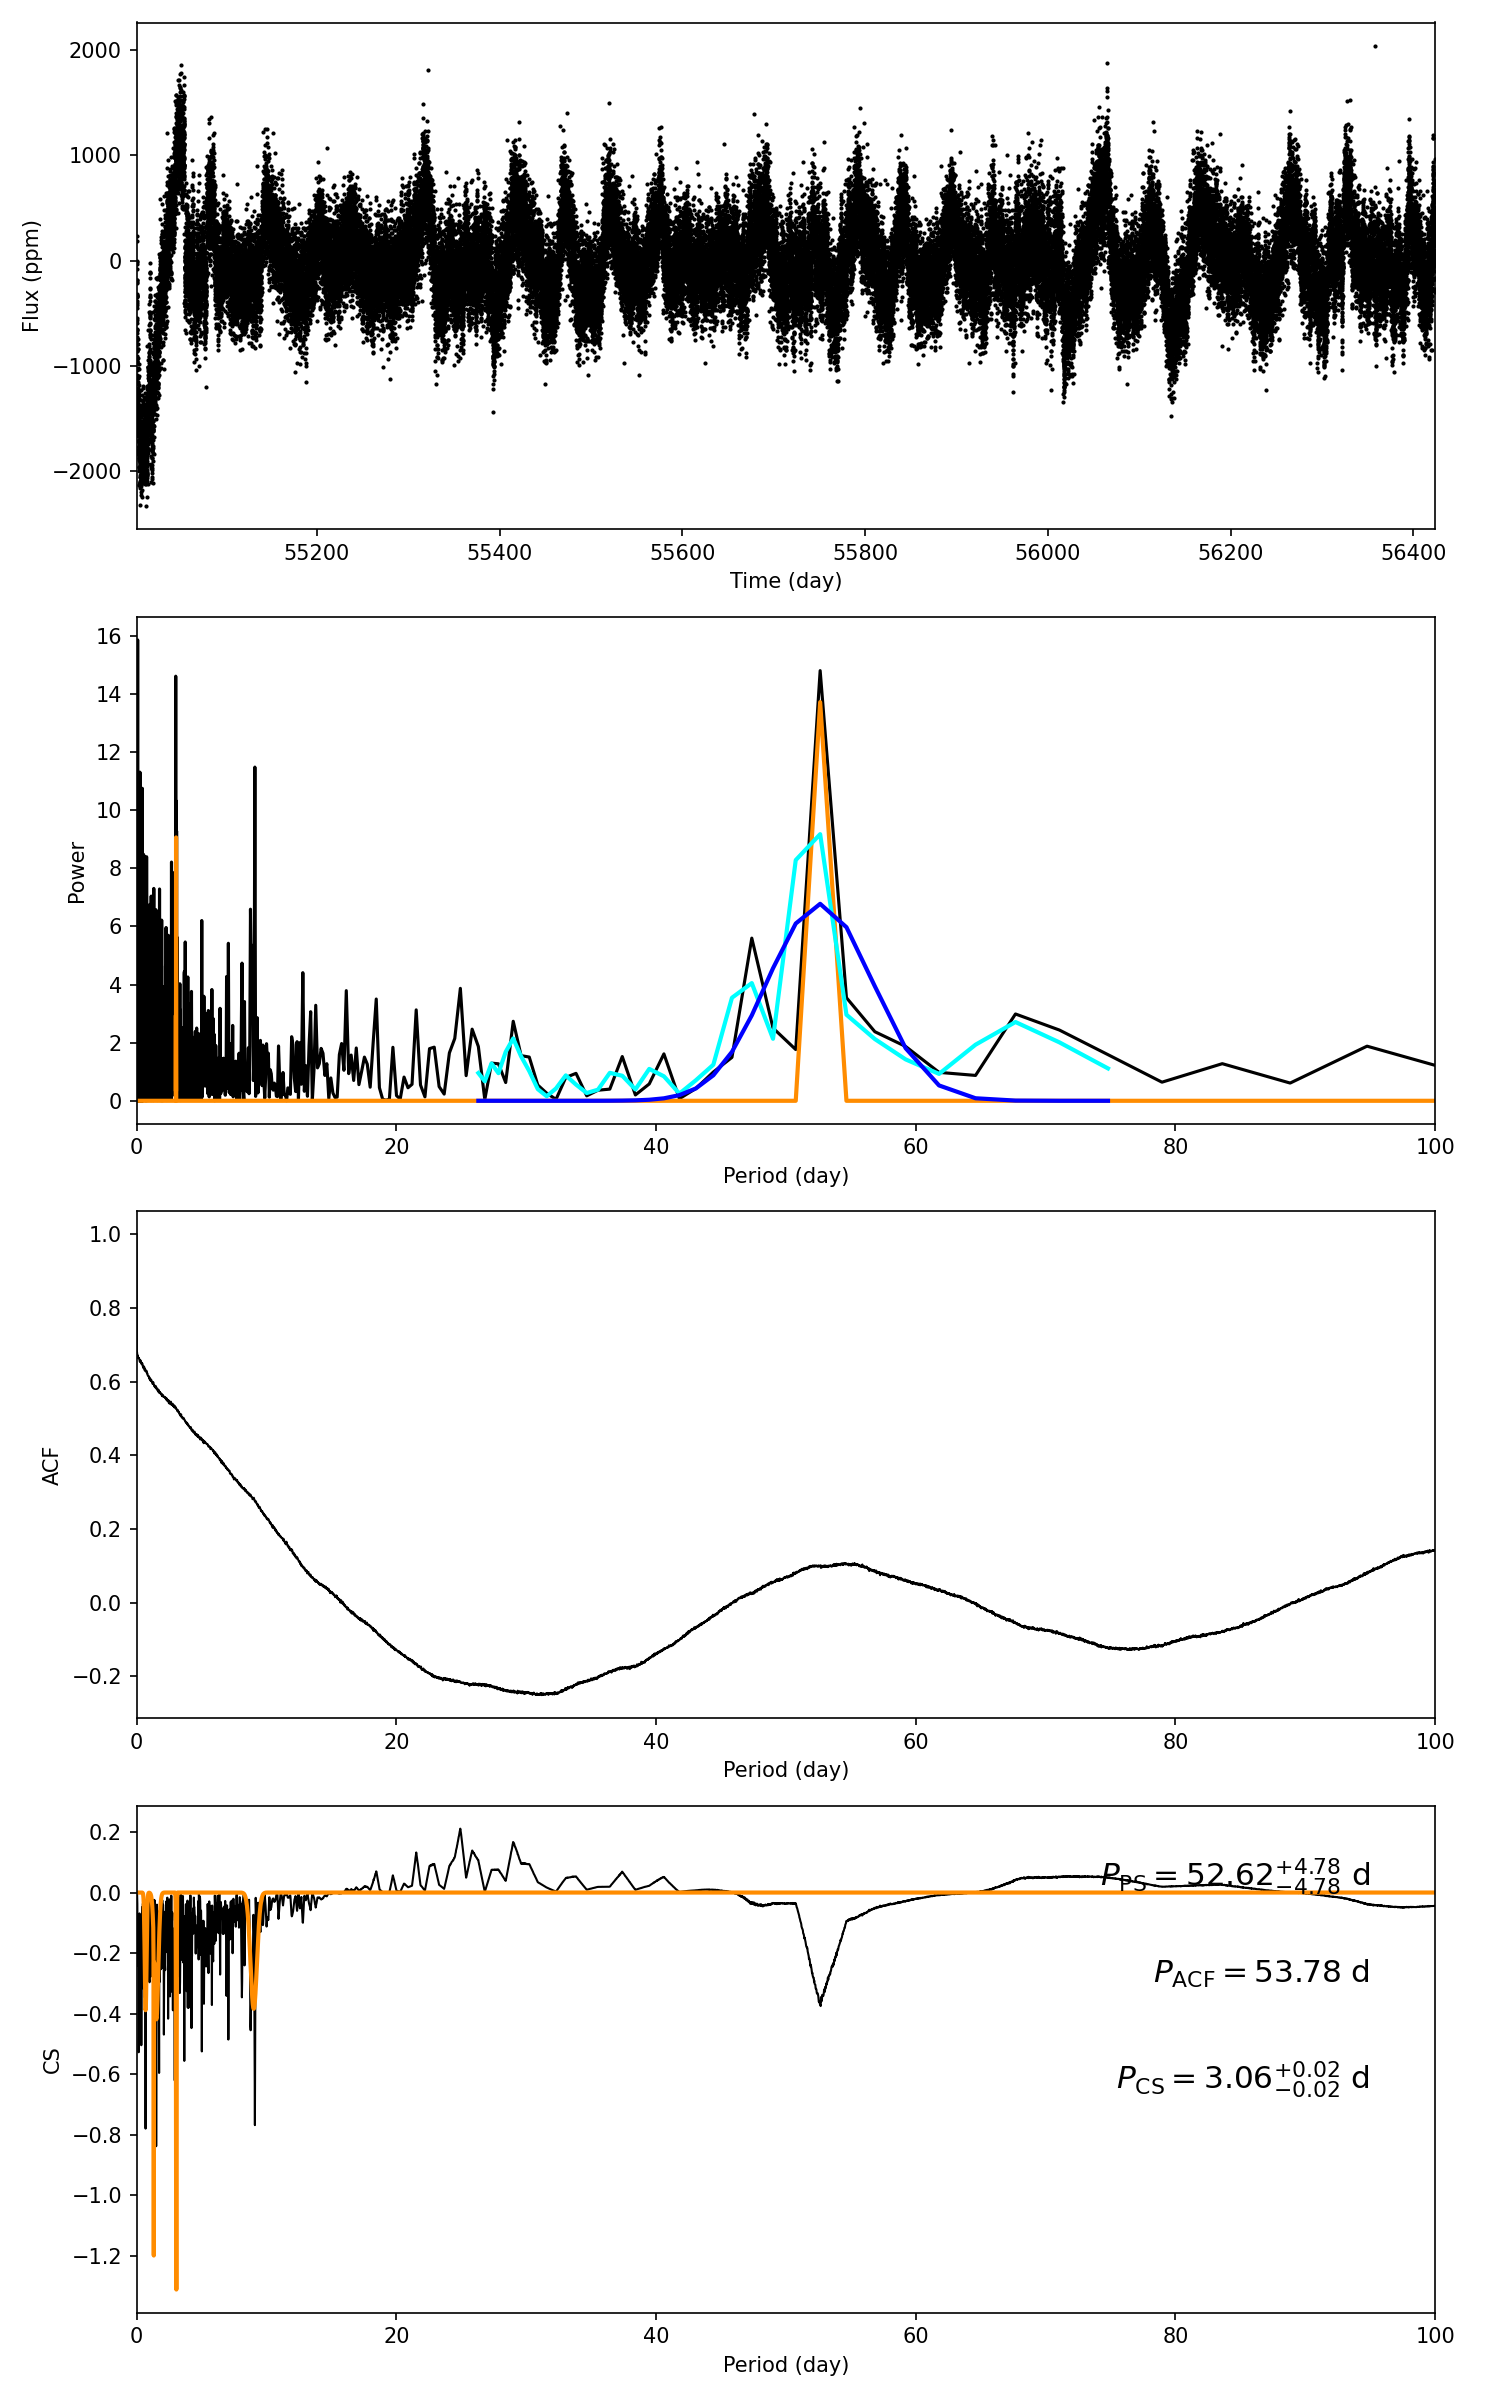 2000
1000
0
−1000
−2000
Flux (ppm)
55200 55400 55600 55800 56000 56200 56400
Time (day)
16
14
12
10
8
6
4
2
0
Power
0 20 40 60 80 100
Period (day)
1.0
0.8
0.6
0.4
0.2
0.0
−0.2
ACF
0 20 40 60 80 100
Period (day)
0.2
0.0
−0.2
−0.4
−0.6
−0.8
−1.0
−1.2
CS
P_PS = 52.62^{+4.78}_{−4.78} d
P_ACF = 53.78 d
P_CS = 3.06^{+0.02}_{−0.02} d
0 20 40 60 80 100
Period (day)